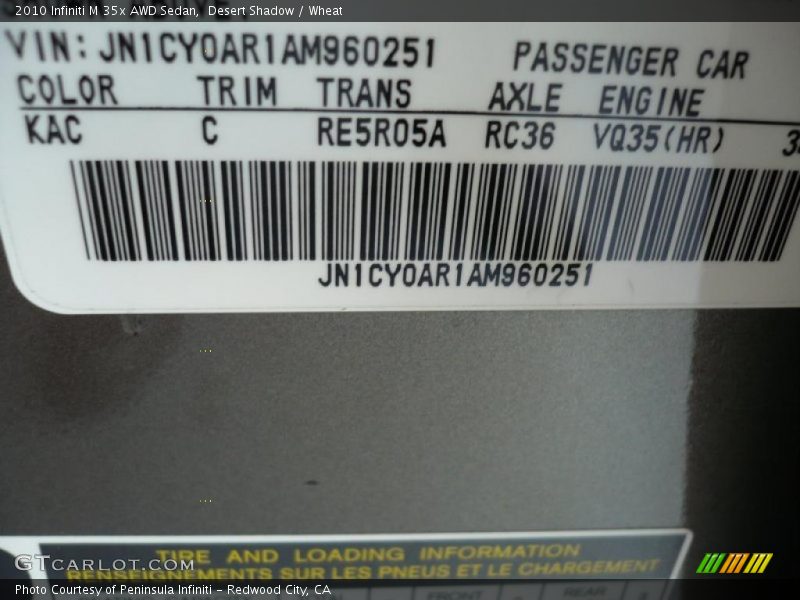 2010 Infiniti M 35x AWD Sedan, Desert Shadow / Wheat
VIN: JN1CY0AR1AM960251 PASSENGER CAR
COLOR TRIM TRANS AXLE ENGINE
KAC C RE5R05A RC36 VQ35(HR)
JN1CY0AR1AM960251
TIRE AND LOADING INFORMATION
RENSEIGNEMENTS SUR LES PNEUS ET LE CHARGEMENT
FRONT REAR
GTCARLOT.COM
Photo Courtesy of Peninsula Infiniti – Redwood City, CA